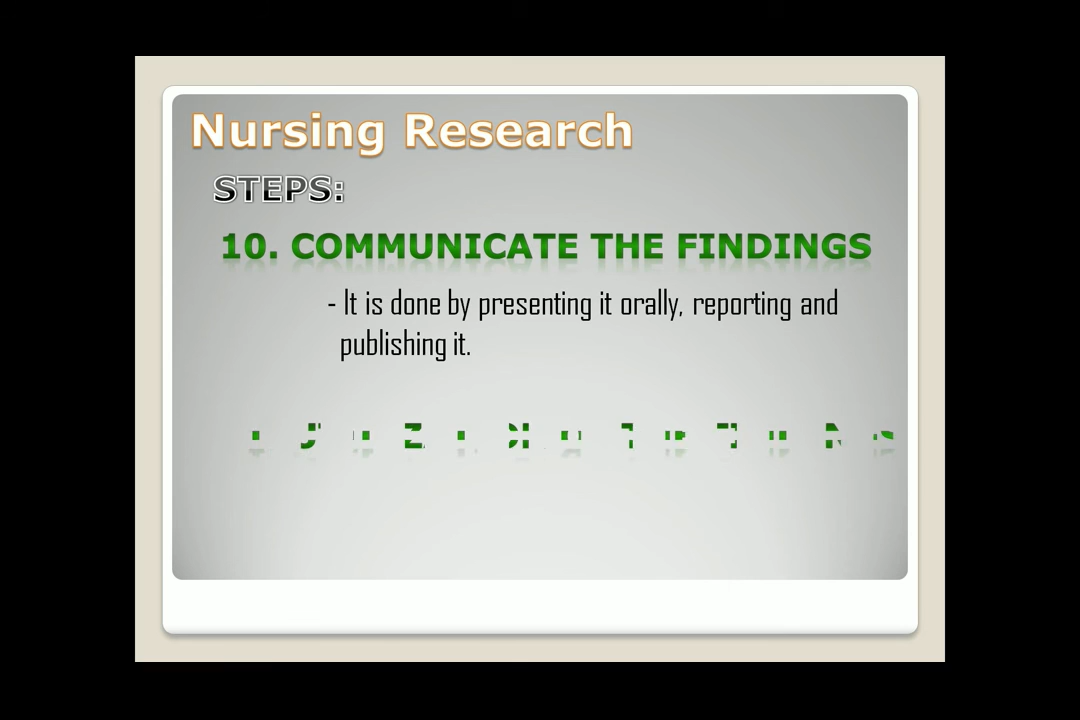 Nursing Research
STEPS:
10. COMMUNICATE THE FINDINGS
- It is done by presenting it orally, reporting and
publishing it.